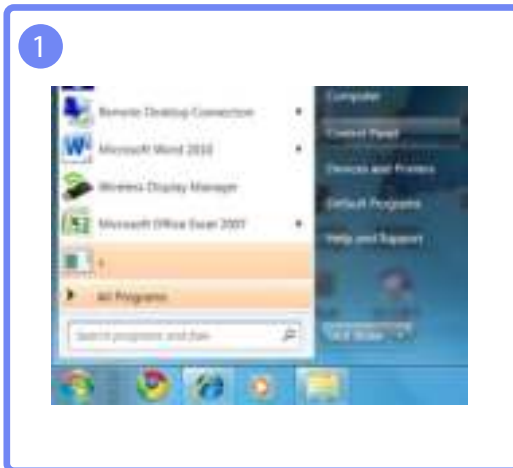 1
Remote Desktop Connection
Microsoft Word 2010
Wireless Display Manager
Microsoft Office Excel 2007
All Programs
Search programs and files
Computer
Control Panel
Devices and Printers
Default Programs
Help and Support